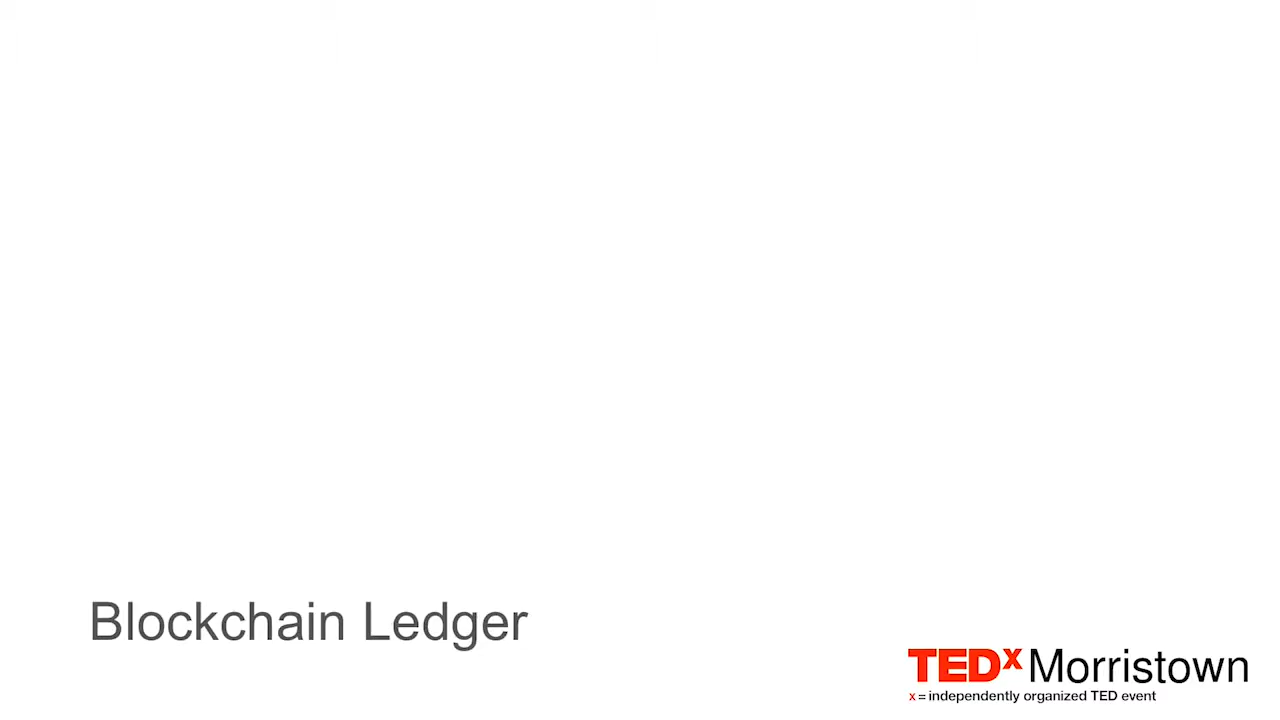 Blockchain Ledger
TEDx Morristown
x = independently organized TED event